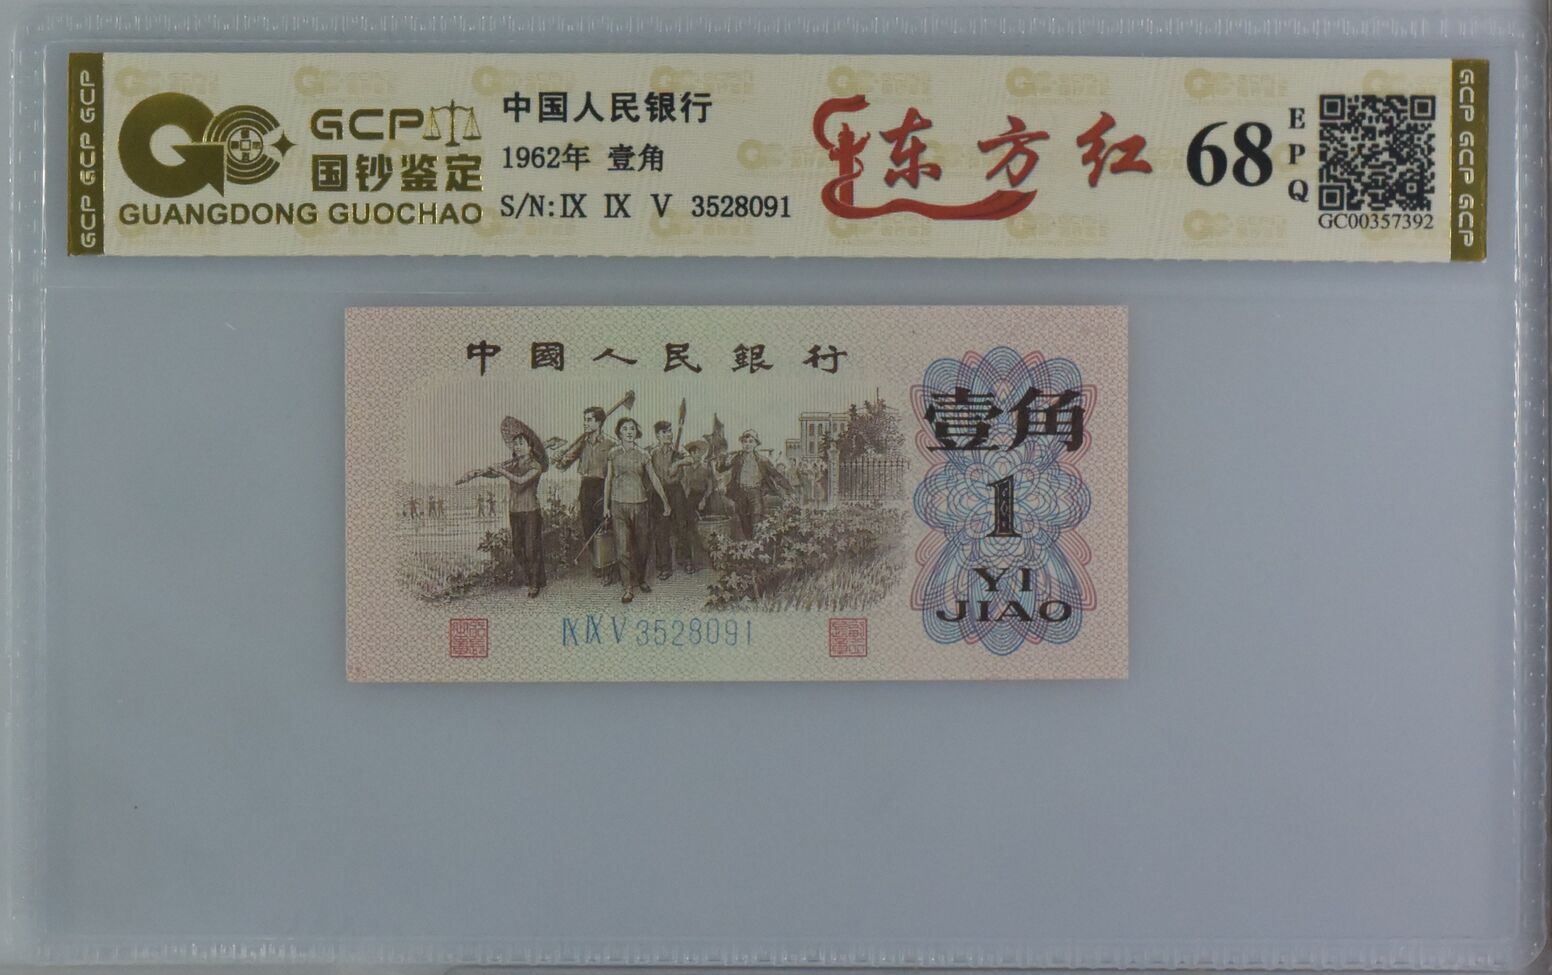 GCP GCP GCP
GCP
国钞鉴定
GUANGDONG GUOCHAO
中国人民银行
1962年 壹角
S/N:IX IX V 3528091
东方红
68
EPQ
GC00357392
GCP GCP GCP
中國人民銀行
壹角
1
YI
JIAO
IX IX V 3528091